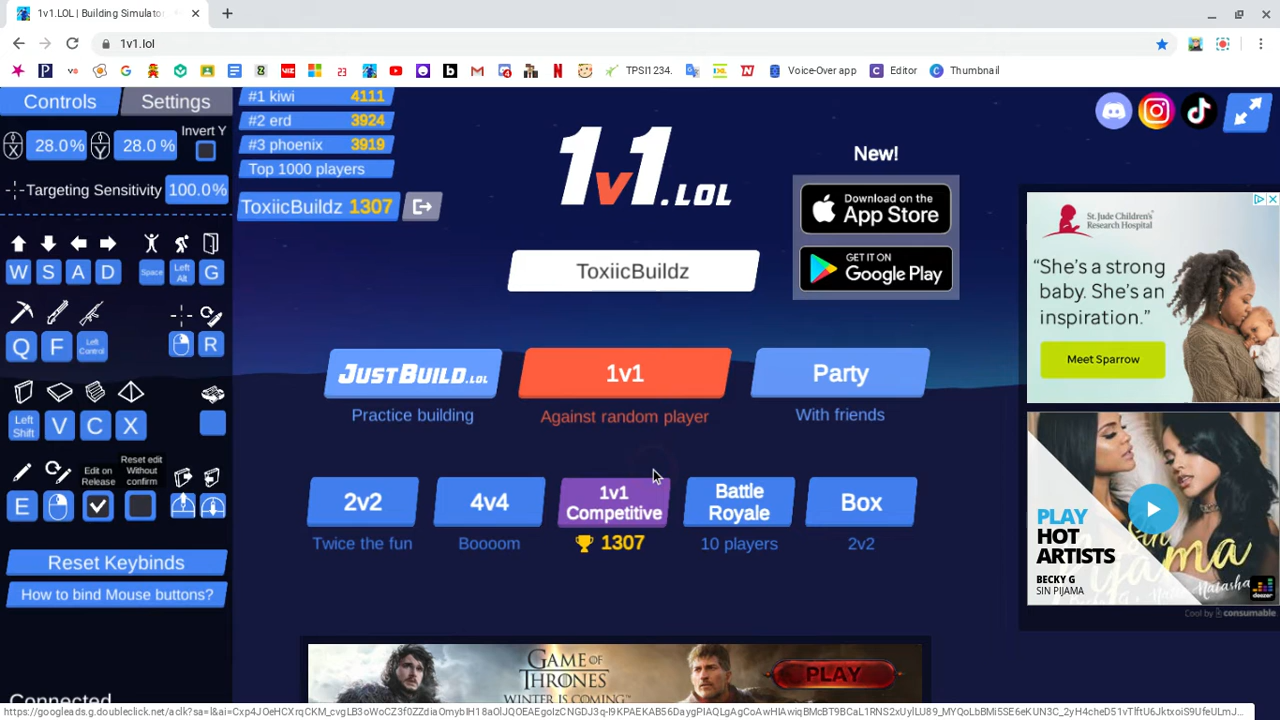 1v1.LOL | Building Simulator
1v1.lol
23
TPSI1234.
Voice-Over app
Editor
Thumbnail
Controls
Settings
Invert Y
28.0%
28.0 %
Targeting Sensitivity
100.0%
W S A D
Space
Left Alt
G
Q F
Left Control
R
Left Shift
V C X
Edit on Release
Reset edit Without confirm
E
Reset Keybinds
How to bind Mouse buttons?
Connected
#1 kiwi 4111
#2 erd 3924
#3 phoenix 3919
Top 1000 players
ToxiicBuildz 1307
1v1.LOL
ToxiicBuildz
New!
Download on the
App Store
GET IT ON
Google Play
JUSTBUILD.LOL
Practice building
1v1
Against random player
Party
With friends
2v2
Twice the fun
4v4
Boooom
1v1
Competitive
1307
Battle
Royale
10 players
Box
2v2
St. Jude Children's
Research Hospital
“She's a strong
baby. She's an
inspiration.”
Meet Sparrow
PLAY
HOT
ARTISTS
BECKY G
SIN PIJAMA
deezer
Cool by consumable
GAME OF
THRONES
WINTER IS COMING
PLAY